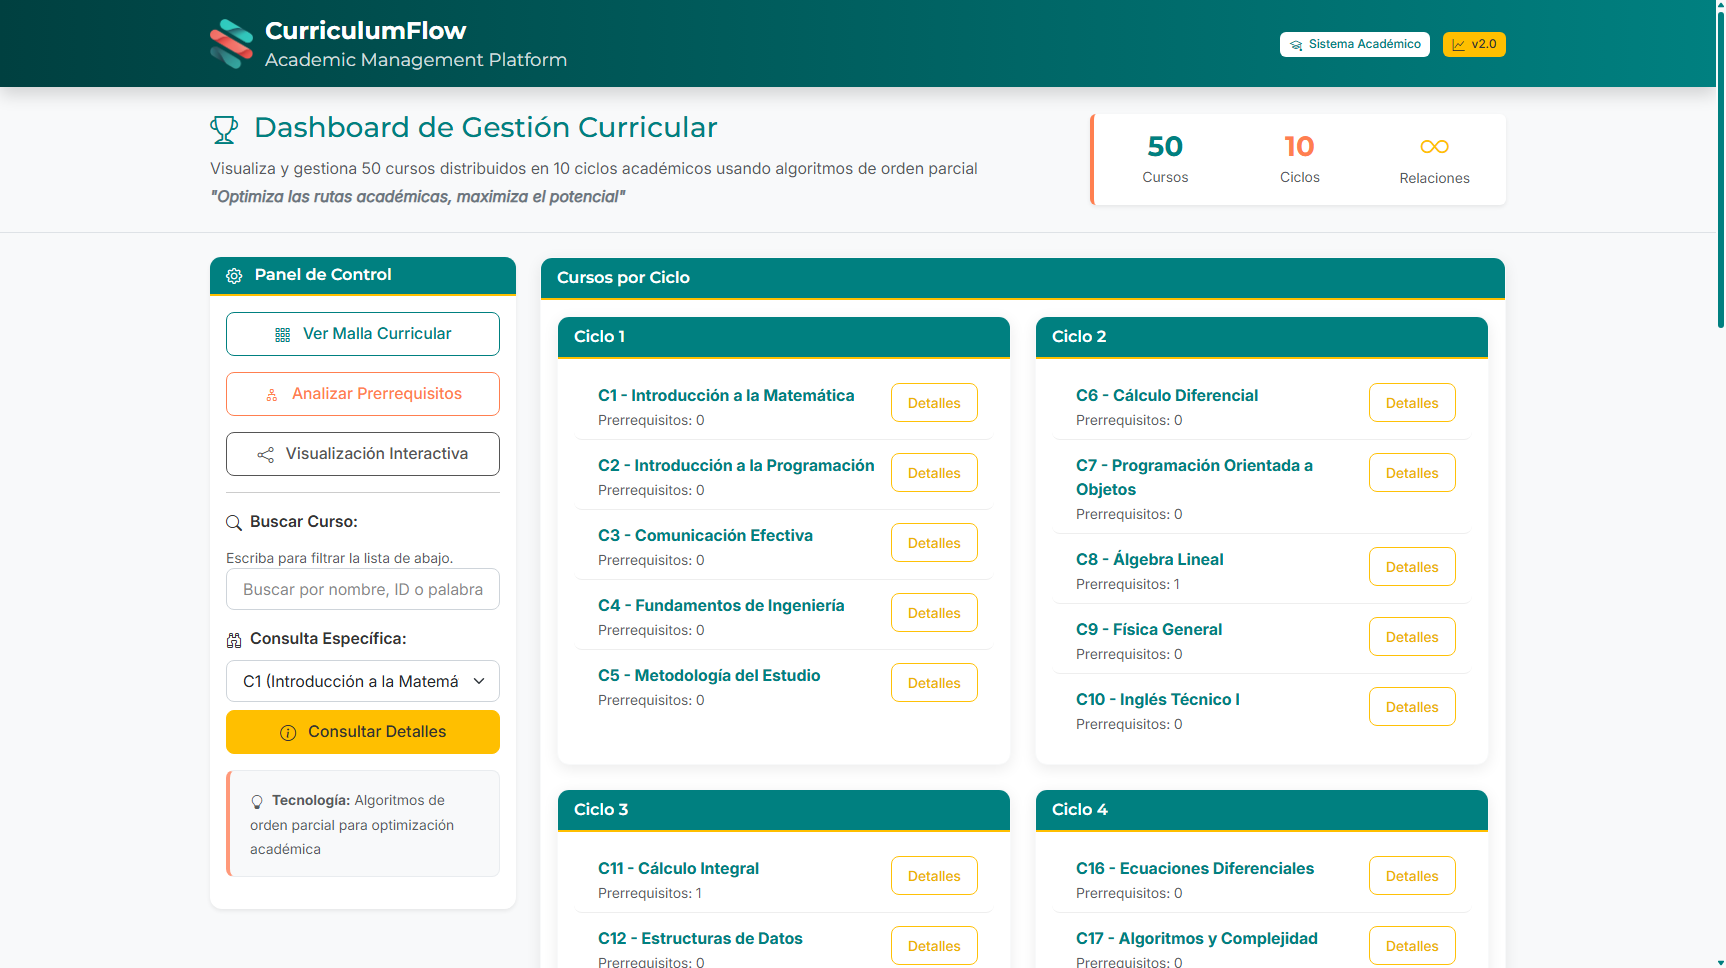 CurriculumFlow
Academic Management Platform
Sistema Académico
v2.0
Dashboard de Gestión Curricular
Visualiza y gestiona 50 cursos distribuidos en 10 ciclos académicos usando algoritmos de orden parcial
"Optimiza las rutas académicas, maximiza el potencial"
50
Cursos
10
Ciclos
Relaciones
Panel de Control
Ver Malla Curricular
Analizar Prerrequisitos
Visualización Interactiva
Buscar Curso:
Escriba para filtrar la lista de abajo.
Buscar por nombre, ID o palabra
Consulta Específica:
C1 (Introducción a la Matemá
Consultar Detalles
Tecnología: Algoritmos de
orden parcial para optimización
académica
Cursos por Ciclo
Ciclo 1
C1 - Introducción a la Matemática
Prerrequisitos: 0
Detalles
C2 - Introducción a la Programación
Prerrequisitos: 0
Detalles
C3 - Comunicación Efectiva
Prerrequisitos: 0
Detalles
C4 - Fundamentos de Ingeniería
Prerrequisitos: 0
Detalles
C5 - Metodología del Estudio
Prerrequisitos: 0
Detalles
Ciclo 2
C6 - Cálculo Diferencial
Prerrequisitos: 0
Detalles
C7 - Programación Orientada a
Objetos
Prerrequisitos: 0
Detalles
C8 - Álgebra Lineal
Prerrequisitos: 1
Detalles
C9 - Física General
Prerrequisitos: 0
Detalles
C10 - Inglés Técnico I
Prerrequisitos: 0
Detalles
Ciclo 3
C11 - Cálculo Integral
Prerrequisitos: 1
Detalles
C12 - Estructuras de Datos
Prerrequisitos: 0
Detalles
Ciclo 4
C16 - Ecuaciones Diferenciales
Prerrequisitos: 0
Detalles
C17 - Algoritmos y Complejidad
Prerrequisitos: 0
Detalles